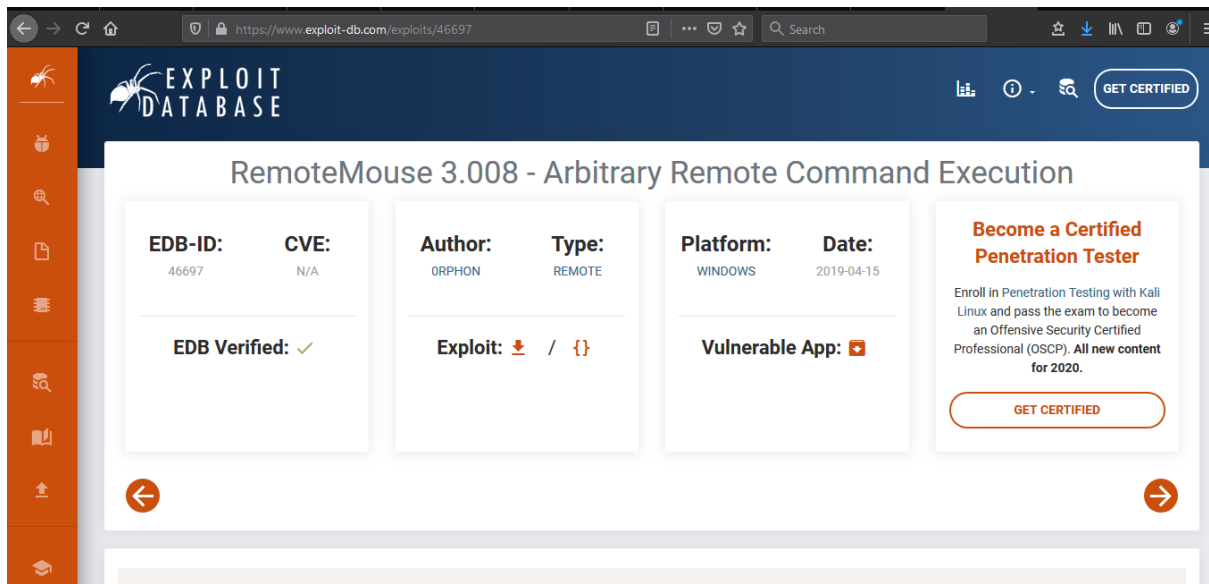 https://www.exploit-db.com/exploits/46697
Search
EXPLOIT
DATABASE
GET CERTIFIED
RemoteMouse 3.008 - Arbitrary Remote Command Execution
EDB-ID:
46697
CVE:
N/A
EDB Verified:
Author:
0RPHON
Type:
REMOTE
Exploit: / {}
Platform:
WINDOWS
Date:
2019-04-15
Vulnerable App:
Become a Certified
Penetration Tester
Enroll in Penetration Testing with Kali
Linux and pass the exam to become
an Offensive Security Certified
Professional (OSCP). All new content
for 2020.
GET CERTIFIED